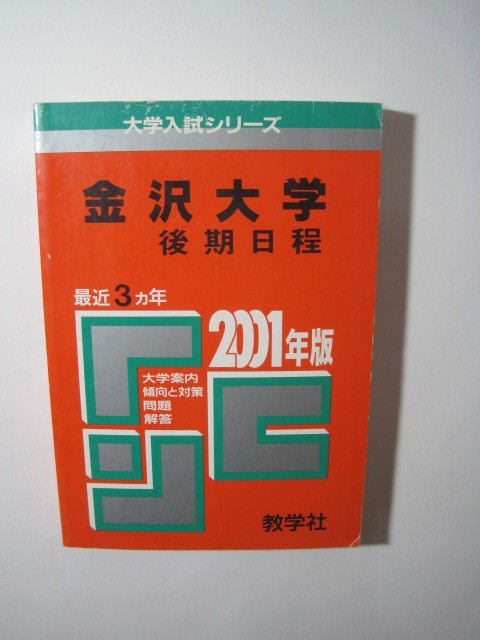 大学入試シリーズ
金沢大学
後期日程
最近3ヵ年
2001年版
大学案内
傾向と対策
問題
解答
教学社